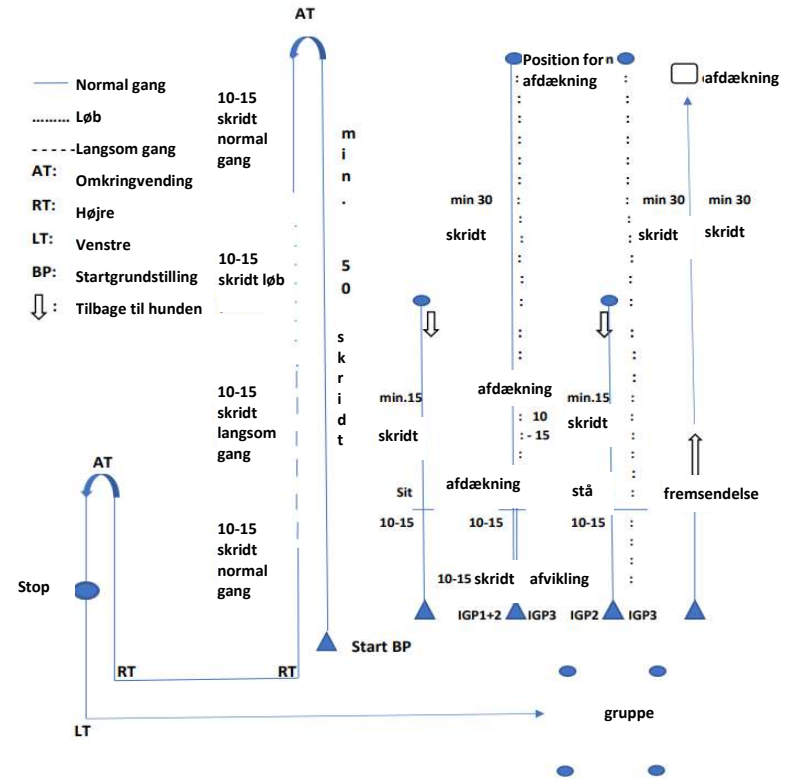 AT
Normal gang
......... Løb
- - - - -Langsom gang
AT: Omkringvending
RT: Højre
LT: Venstre
BP: Startgrundstilling
: Tilbage til hunden
10-15
skridt
normal
gang
10-15
skridt løb
10-15
skridt
langsom
gang
10-15
skridt
normal
gang
min. 50 skridt
AT
Stop
RT
RT
LT
Start BP
Position for n
afdækning
afdækning
min 30
skridt
min 30
skridt
min 30
skridt
min.15
skridt
afdækning
10
- 15
min.15
skridt
Sit
afdækning
stå
fremsendelse
10-15
10-15
10-15
10-15 skridt afvikling
IGP1+2
IGP3
IGP2
IGP3
gruppe